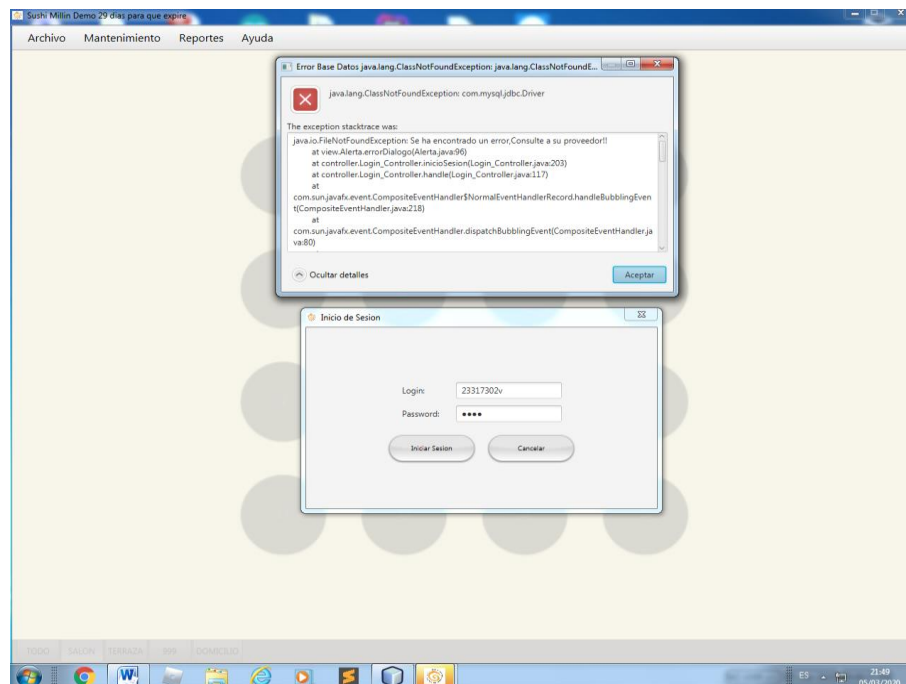 Sushi Millin Demo 29 dias para que expire
Archivo Mantenimiento Reportes Ayuda
Error Base Datos java.lang.ClassNotFoundException: java.lang.ClassNotFoundE...
java.lang.ClassNotFoundException: com.mysql.jdbc.Driver
The exception stacktrace was:
java.io.FileNotFoundException: Se ha encontrado un error,Consulte a su proveedor!!
at view.Alerta.errorDialogo(Alerta.java:96)
at controller.Login_Controller.inicioSesion(Login_Controller.java:203)
at controller.Login_Controller.handle(Login_Controller.java:117)
at
com.sun.javafx.event.CompositeEventHandler$NormalEventHandlerRecord.handleBubblingEven
t(CompositeEventHandler.java:218)
at
com.sun.javafx.event.CompositeEventHandler.dispatchBubblingEvent(CompositeEventHandler.ja
va:80)
Ocultar detalles
Aceptar
Inicio de Sesion
Login: 23317302v
Password: ••••
Iniciar Sesion Cancelar
TODO SALON TERRAZA DOMICILIO
ES 21:49
05/03/2020